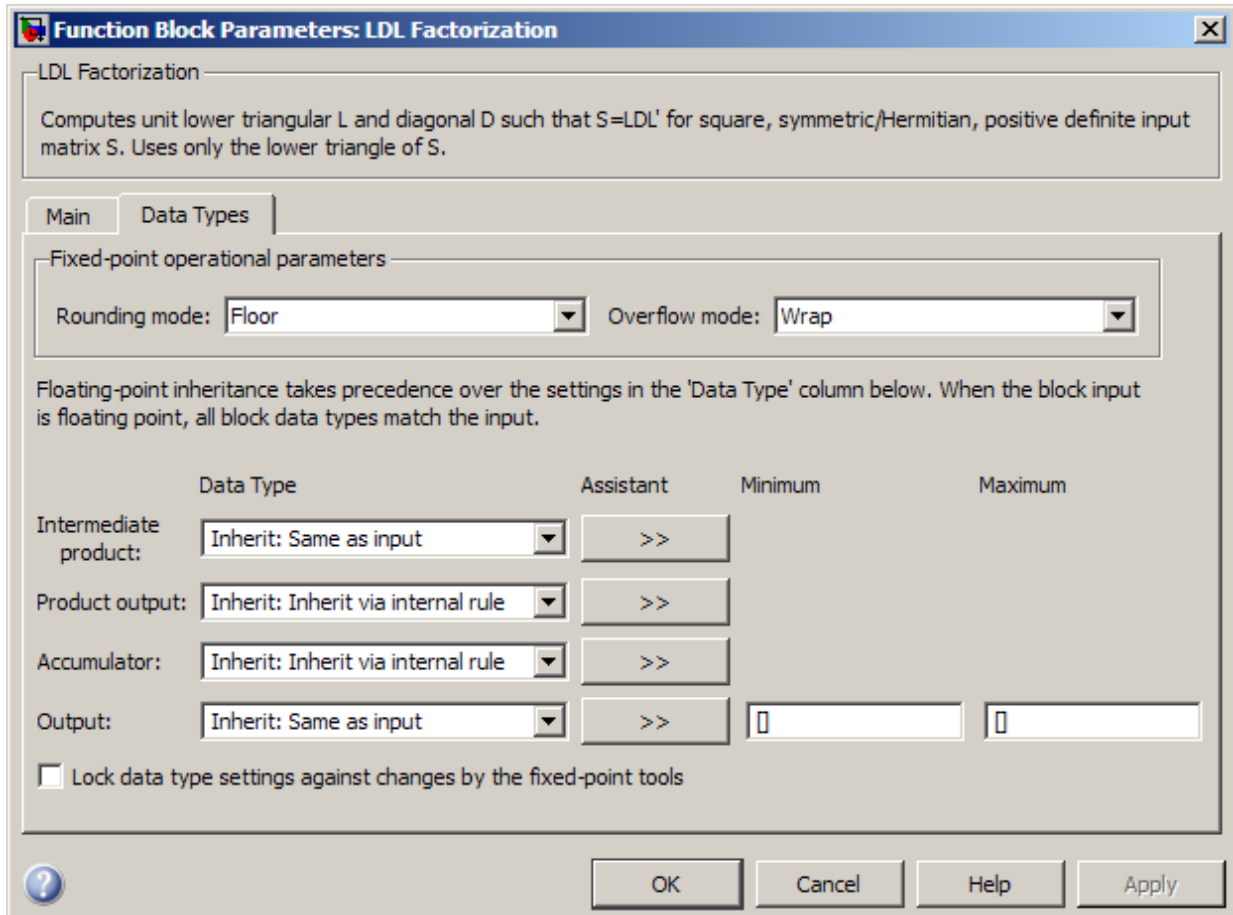 Function Block Parameters: LDL Factorization
LDL Factorization
Computes unit lower triangular L and diagonal D such that S=LDL' for square, symmetric/Hermitian, positive definite input
matrix S. Uses only the lower triangle of S.
Main Data Types
Fixed-point operational parameters
Rounding mode: Floor Overflow mode: Wrap
Floating-point inheritance takes precedence over the settings in the 'Data Type' column below. When the block input
is floating point, all block data types match the input.
Data Type Assistant Minimum Maximum
Intermediate
product: Inherit: Same as input >>
Product output: Inherit: Inherit via internal rule >>
Accumulator: Inherit: Inherit via internal rule >>
Output: Inherit: Same as input >> [] []
Lock data type settings against changes by the fixed-point tools
? OK Cancel Help Apply